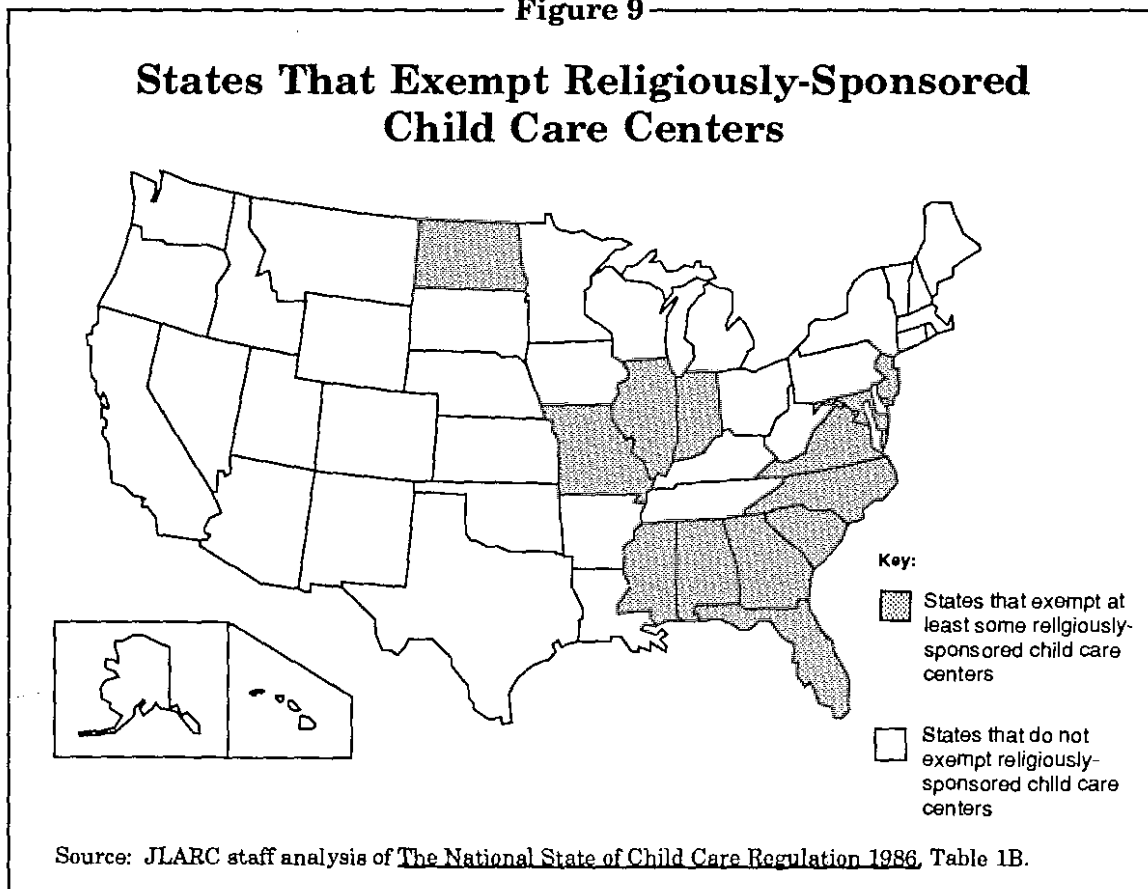 Figure 9
States That Exempt Religiously-Sponsored
Child Care Centers
Key:
States that exempt at
least some religiously-
sponsored child care
centers
States that do not
exempt religiously-
sponsored child care
centers
Source: JLARC staff analysis of The National State of Child Care Regulation 1986, Table 1B.